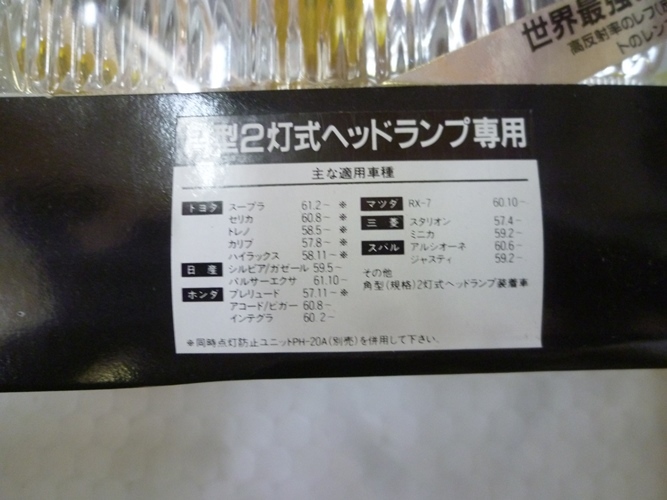 世界最強
高反射率のレフ
トのレン
角型2灯式ヘッドランプ専用
主な適用車種
トヨタ スープラ 61.2~ ※
セリカ 60.8~ ※
トレノ 58.5~ ※
カリブ 57.8~ ※
ハイラックス 58.11~ ※
日産 シルビア/ガゼール 59.5~
パルサーエクサ 61.10~
ホンダ プレリュード 57.11~ ※
アコード/ビガー 60.8~
インテグラ 60.2~
マツダ RX-7 60.10~
三菱 スタリオン 57.4~
ミニカ 59.2~
スバル アルシオーネ 60.6~
ジャスティ 59.2~
その他
角型(規格)2灯式ヘッドランプ装着車
※同時点灯防止ユニットPH-20A(別売)を併用して下さい。